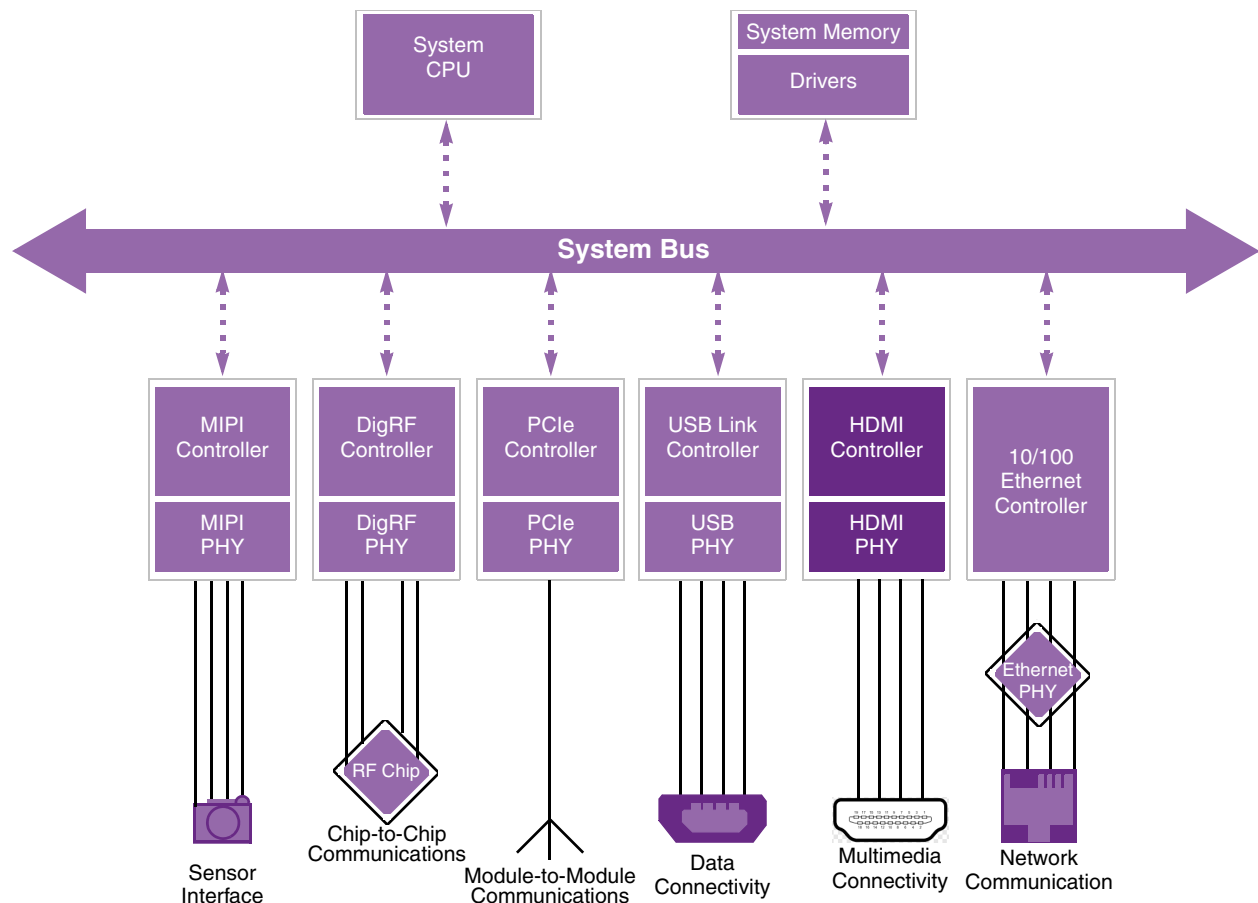 System
CPU
System Memory
Drivers
System Bus
MIPI
Controller
MIPI
PHY
DigRF
Controller
DigRF
PHY
PCIe
Controller
PCIe
PHY
USB Link
Controller
USB
PHY
HDMI
Controller
HDMI
PHY
10/100
Ethernet
Controller
Ethernet
PHY
RF Chip
Sensor
Interface
Chip-to-Chip
Communications
Module-to-Module
Communications
Data
Connectivity
Multimedia
Connectivity
Network
Communication